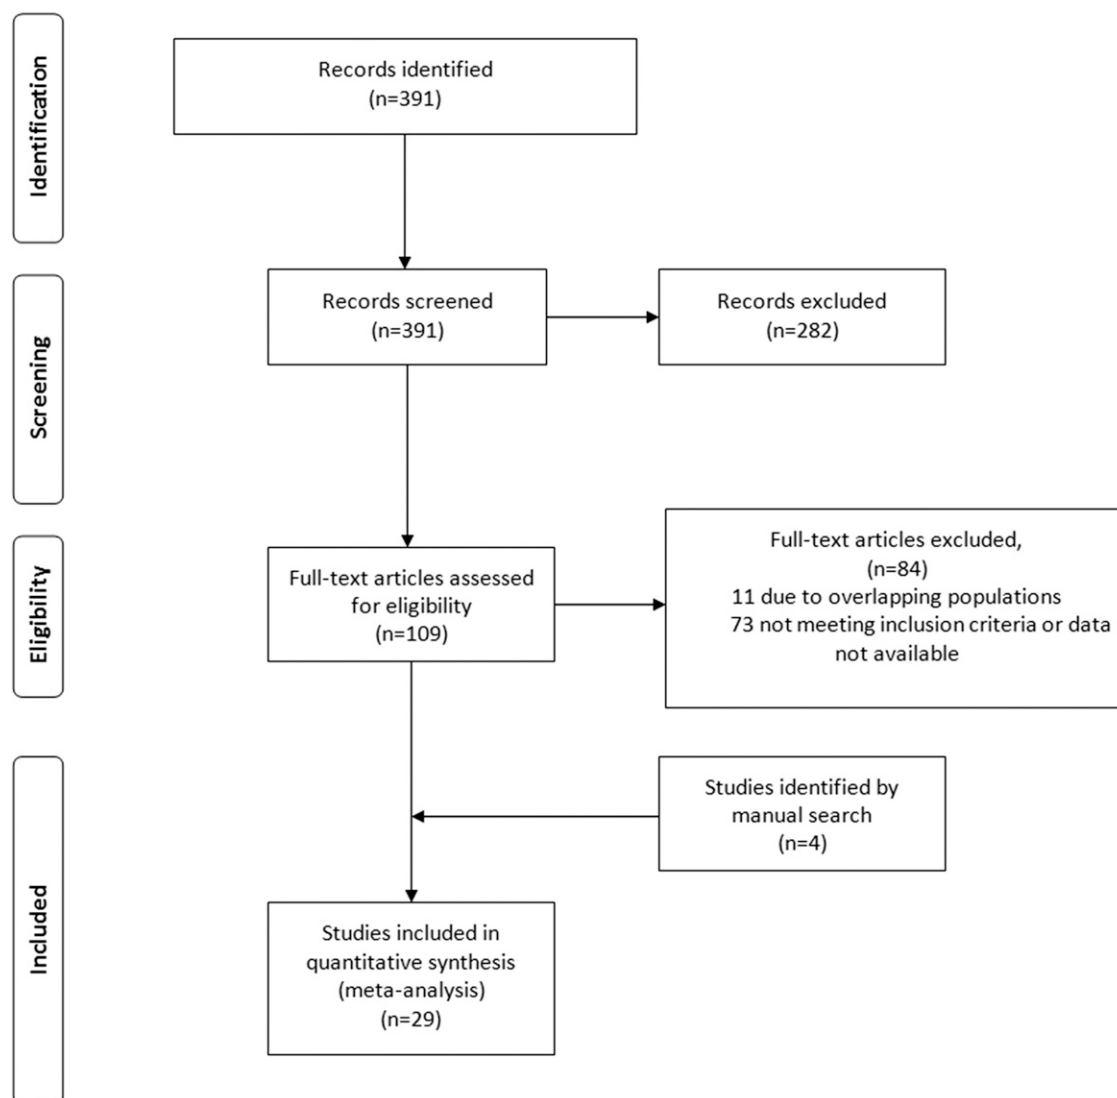 Identification
Records identified
(n=391)
Screening
Records screened
(n=391)
Records excluded
(n=282)
Eligibility
Full-text articles assessed
for eligibility
(n=109)
Full-text articles excluded,
(n=84)
11 due to overlapping populations
73 not meeting inclusion criteria or data
not available
Included
Studies identified by
manual search
(n=4)
Studies included in
quantitative synthesis
(meta-analysis)
(n=29)